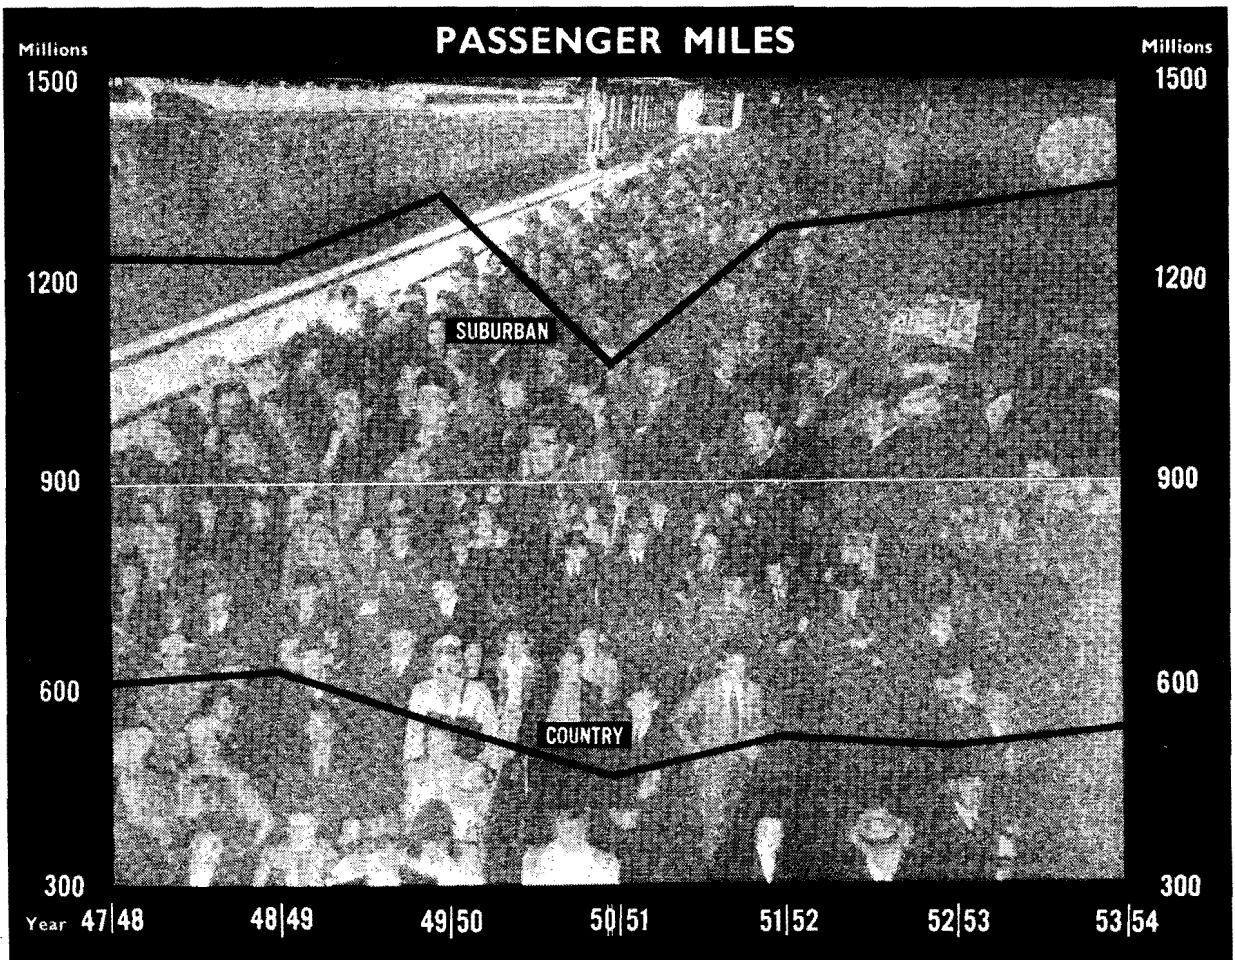 PASSENGER MILES
Millions Millions
1500 1500
1200 1200
SUBURBAN
900 900
600 600
COUNTRY
300 300
Year 47|48 48|49 49|50 50|51 51|52 52|53 53|54